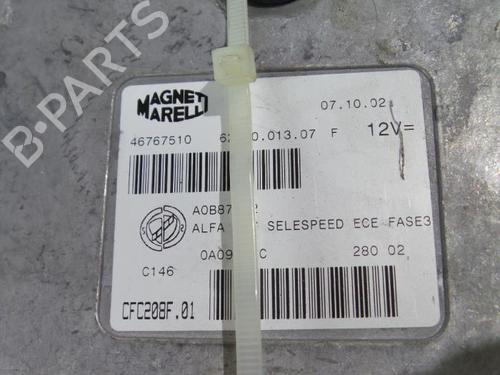 MAGNETI
MARELLI
07.10.02
46767510 F 12V=
ALFA SELESPEED ECE FASE3
280 02
C146
CFC208F.01
B-PARTS